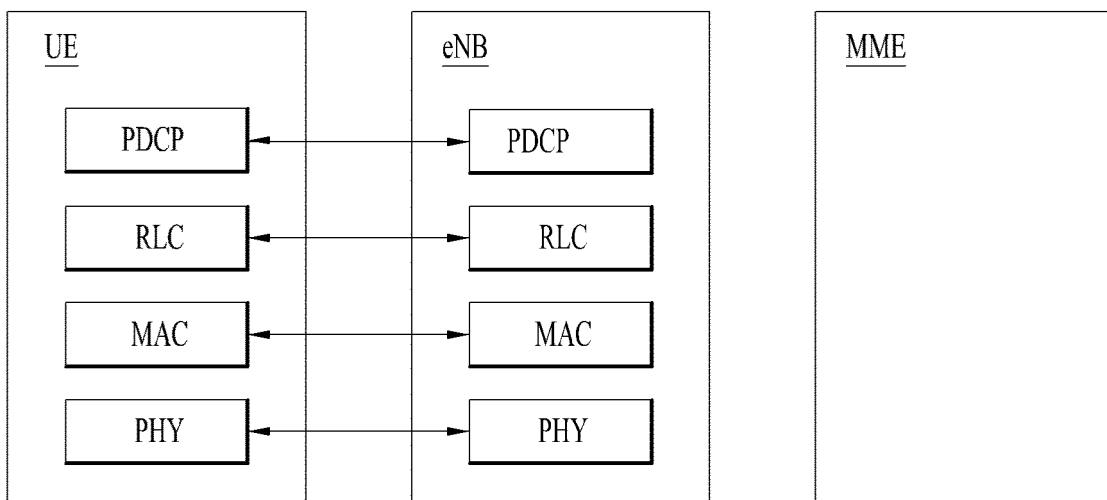 UE eNB MME
PDCP PDCP
RLC RLC
MAC MAC
PHY PHY